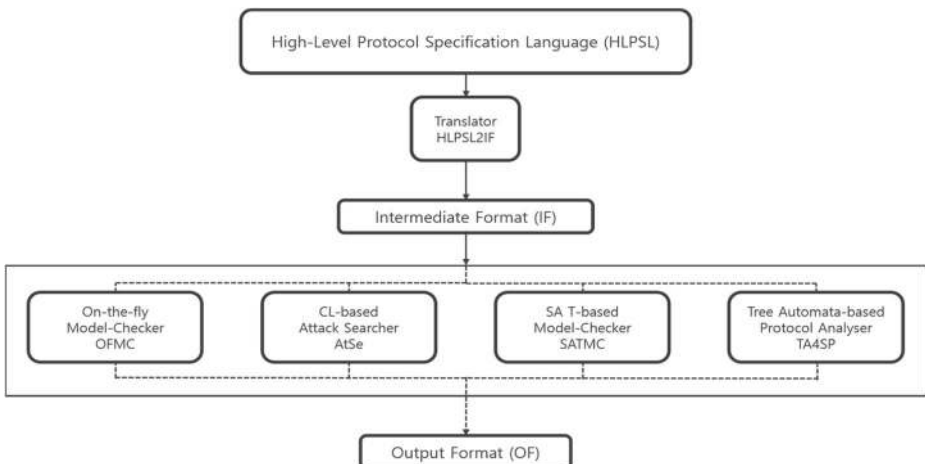 High-Level Protocol Specification Language (HLPSL)
Translator
HLPSL2IF
Intermediate Format (IF)
On-the-fly
Model-Checker
OFMC
CL-based
Attack Searcher
AtSe
SA T-based
Model-Checker
SATMC
Tree Automata-based
Protocol Analyser
TA4SP
Output Format (OF)